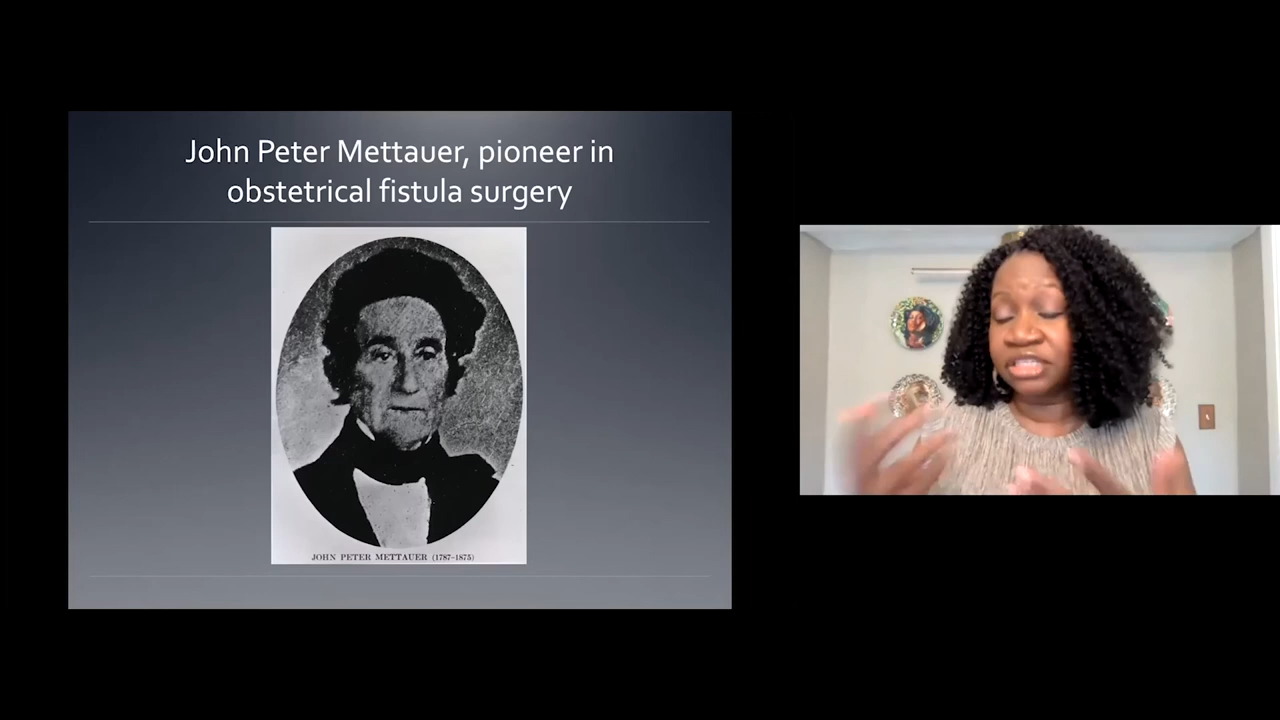 John Peter Mettauer, pioneer in
obstetrical fistula surgery
JOHN PETER METTAUER (1787-1875)